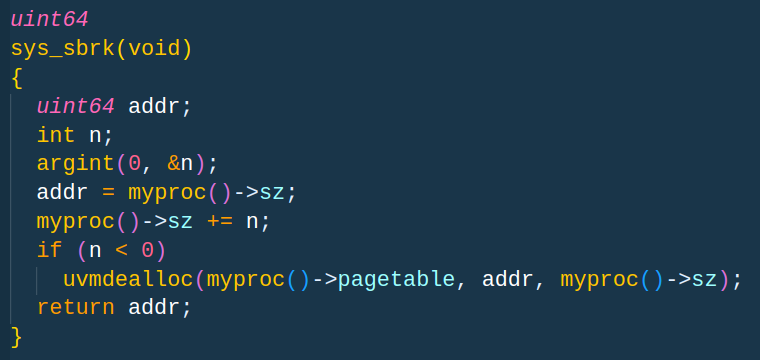 uint64
sys_sbrk(void)
{
  uint64 addr;
  int n;
  argint(0, &n);
  addr = myproc()->sz;
  myproc()->sz += n;
  if (n < 0)
    uvmdealloc(myproc()->pagetable, addr, myproc()->sz);
  return addr;
}